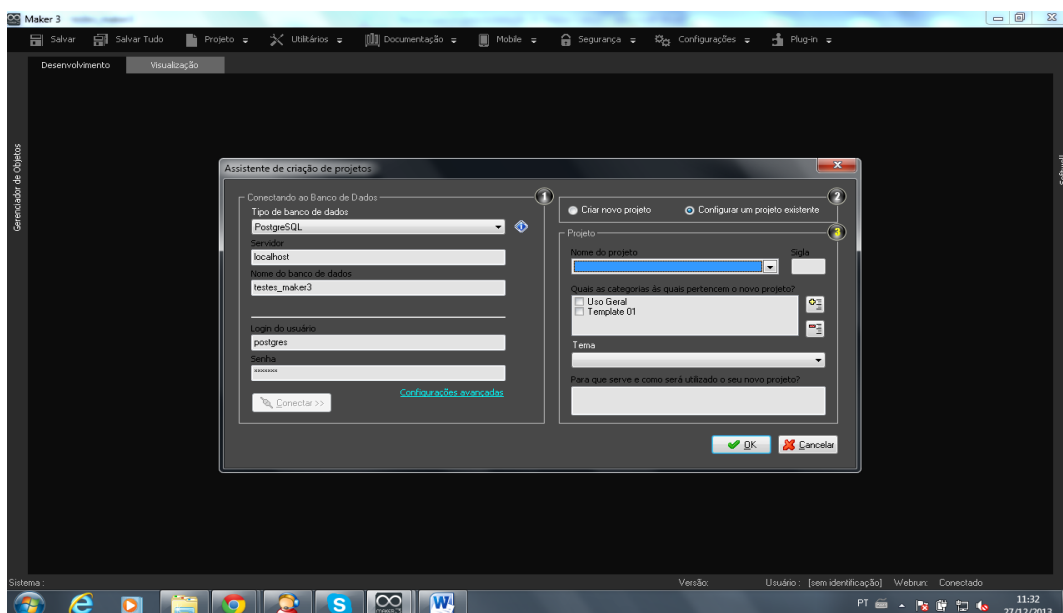 Maker 3
Salvar Salvar Tudo Projeto Utilitários Documentação Mobile Segurança Configurações Plug-in
Desenvolvimento Visualização
Gerenciador de Objetos
Assistente de criação de projetos
Conectando ao Banco de Dados 1
Tipo de banco de dados
PostgreSQL
Servidor
localhost
Nome do banco de dados
testes_maker3
Login do usuário
postgres
Senha
*******
Configurações avançadas
Conectar >>
2
Criar novo projeto Configurar um projeto existente
Projeto 3
Nome do projeto Sigla
Quais as categorias às quais pertencem o novo projeto?
Uso Geral
Template 01
Tema
Para que serve e como será utilizado o seu novo projeto?
OK Cancelar
Sistema : Versão: Usuário : [sem identificação] Webrun: Conectado
PT 11:32
27/12/2012